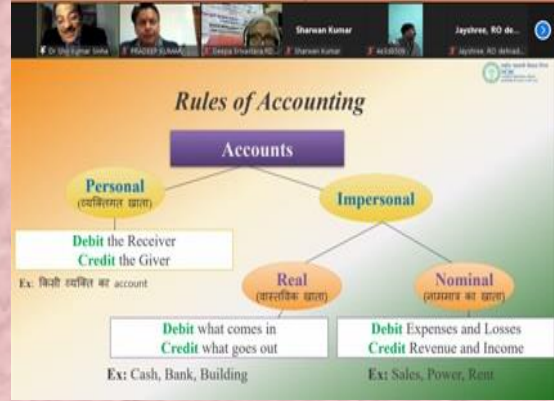 Dr Shiv Kumar Sinha
PRADEEP KUMAR
Deepa Srivastava RO
Sharwan Kumar
Sharwan Kumar
Jayshree, RO de...
Jayshree, RO defraud...
Rules of Accounting
Accounts
Personal
(व्यक्तिगत खाता)
Impersonal
Debit the Receiver
Credit the Giver
Ex: किसी व्यक्ति का account
Real
(वास्तविक खाता)
Nominal
(नाममात्र का खाता)
Debit what comes in
Credit what goes out
Debit Expenses and Losses
Credit Revenue and Income
Ex: Cash, Bank, Building
Ex: Sales, Power, Rent